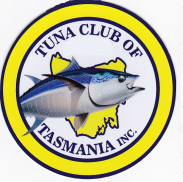 TUNA CLUB OF
TASMANIA INC.